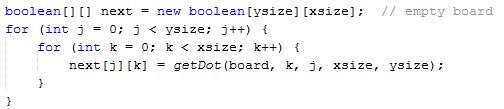 boolean[][] next = new boolean[ysize][xsize];  // empty board
for (int j = 0; j < ysize; j++) {
    for (int k = 0; k < xsize; k++) {
        next[j][k] = getDot(board, k, j, xsize, ysize);
    }
}